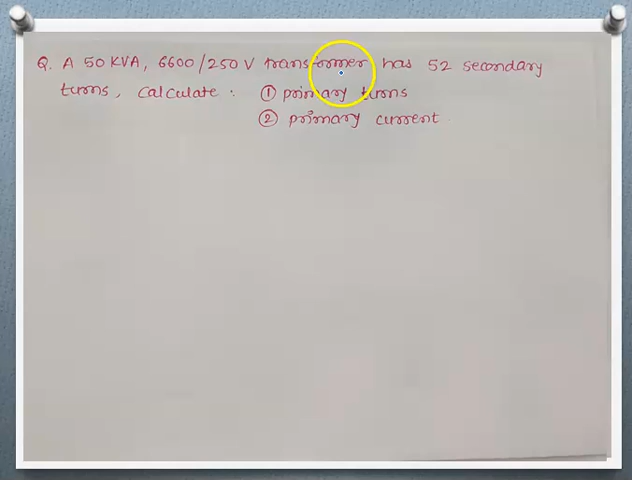 Q. A 50 KVA, 6600/250 V transformer has 52 secondary
turns, calculate: ① primary turns
② primary current.